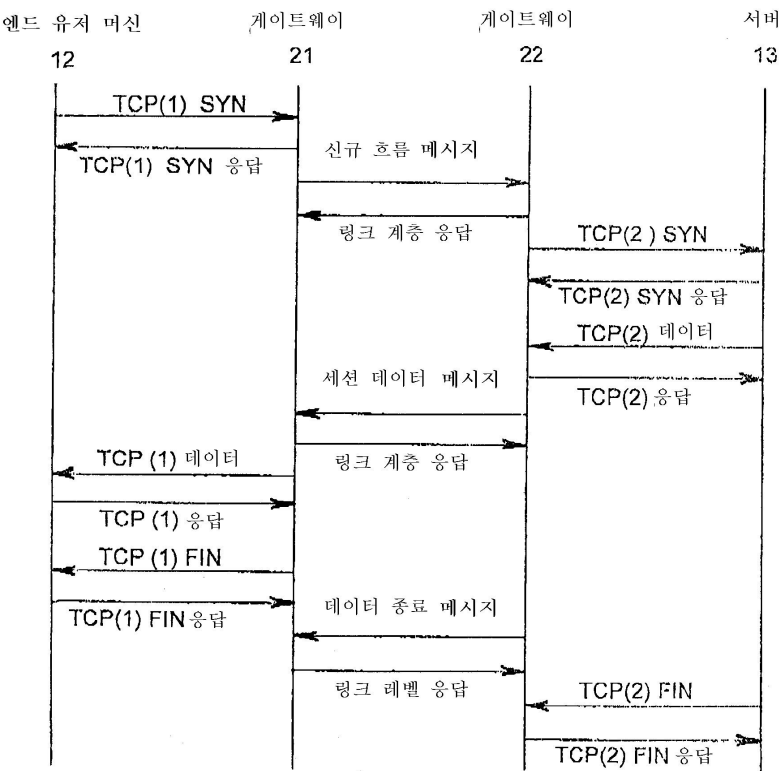 엔드 유저 머신 게이트웨이 게이트웨이 서버
12 21 22 13
TCP(1) SYN
TCP(1) SYN 응답
신규 흐름 메시지
링크 계층 응답
TCP(2 ) SYN
TCP(2) SYN 응답
TCP(2) 데이터
TCP(2) 응답
세션 데이터 메시지
링크 계층 응답
TCP (1) 데이터
TCP (1) 응답
TCP (1) FIN
TCP(1) FIN 응답
데이터 종료 메시지
링크 레벨 응답
TCP(2) FIN
TCP(2) FIN 응답